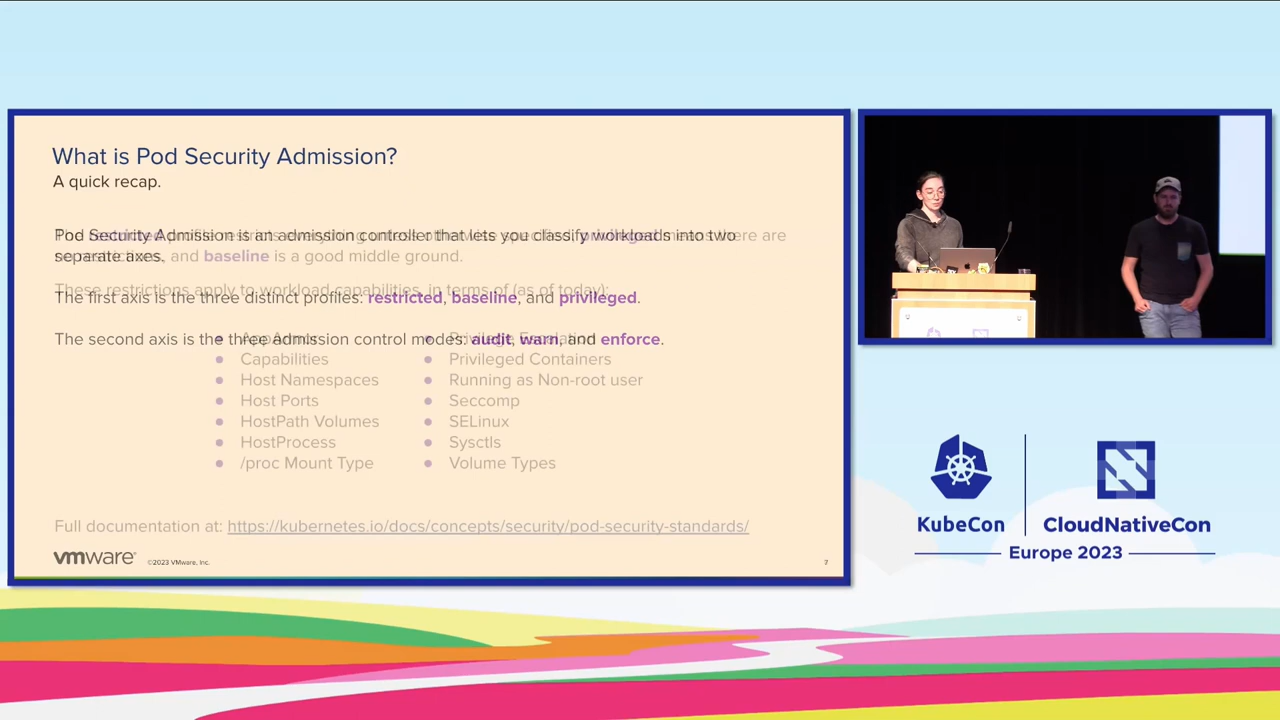 What is Pod Security Admission?
A quick recap.
Pod Security Admission is an admission controller that lets you classify workloads into two
separate axes.
and baseline is a good middle ground.
These restrictions apply to workload capabilities, in terms of (as of today):
The first axis is the three distinct profiles: restricted, baseline, and privileged.
The second axis is the three Admission control modes: audit, warn, and enforce.
Capabilities
Host Namespaces
Host Ports
HostPath Volumes
HostProcess
/proc Mount Type
Privileged Containers
Running as Non-root user
Seccomp
SELinux
Sysctls
Volume Types
Full documentation at: https://kubernetes.io/docs/concepts/security/pod-security-standards/
vmware®
©2023 VMware, Inc.
7
KubeCon
CloudNativeCon
Europe 2023